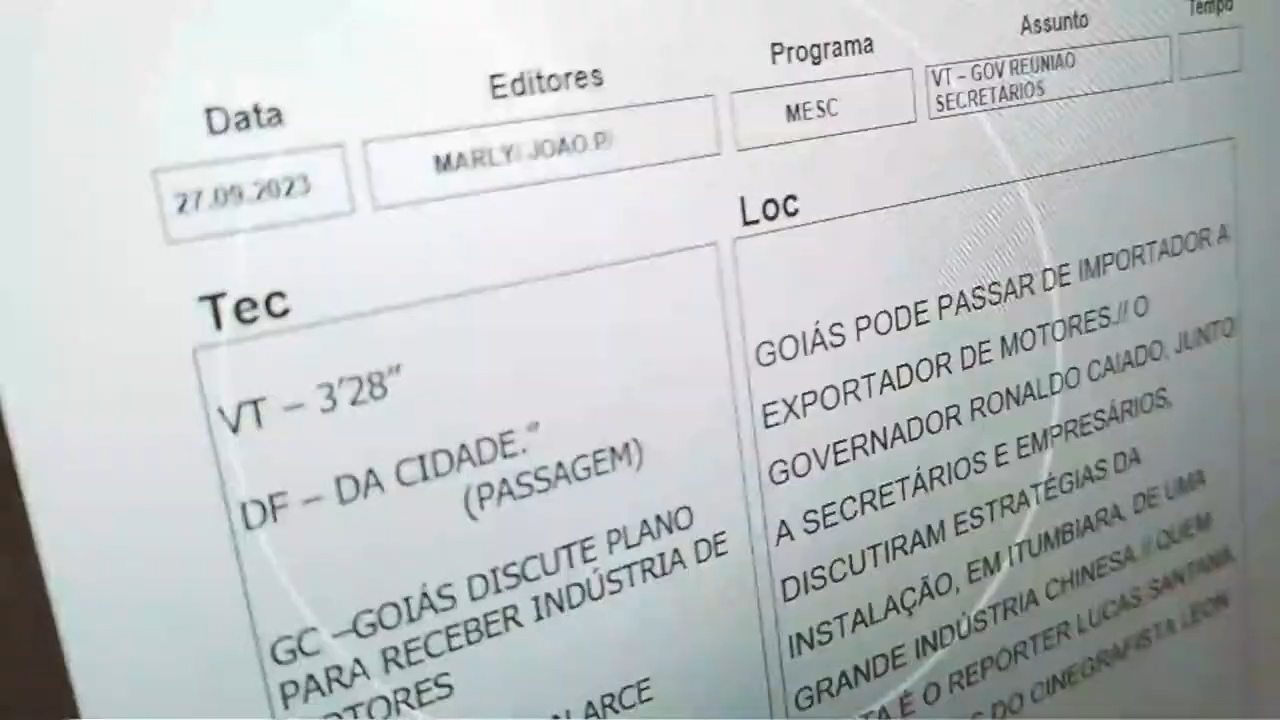 Data
Editores
Programa
Assunto
Tempo
27.09.2023
MARLY/ JOAO P/
MESC
VT – GOV REUNIAO
SECRETARIOS
Tec
VT – 3'28"
DF – DA CIDADE."
(PASSAGEM)
GC –GOIÁS DISCUTE PLANO
PARA RECEBER INDÚSTRIA DE
OTORES
ALARCE
Loc
GOIÁS PODE PASSAR DE IMPORTADOR A
EXPORTADOR DE MOTORES.// O
GOVERNADOR RONALDO CAIADO, JUNTO
A SECRETÁRIOS E EMPRESÁRIOS,
DISCUTIRAM ESTRATÉGIAS DA
INSTALAÇÃO, EM ITUMBIARA, DE UMA
GRANDE INDÚSTRIA CHINESA.// QUEM
TA É O REPÓRTER LUCAS SANTANA,
DO CINEGRAFISTA LEON